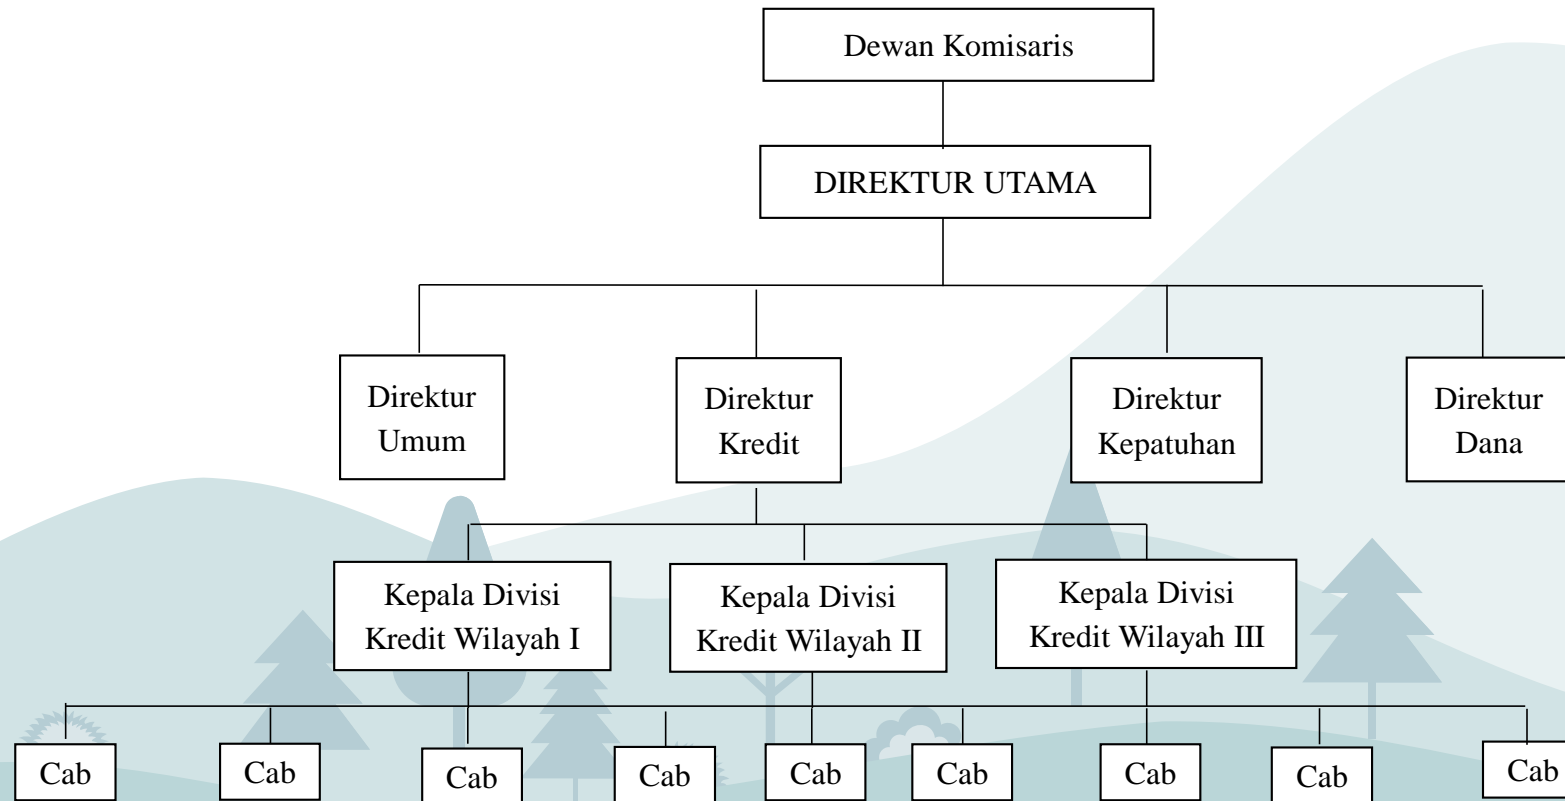 Dewan Komisaris
DIREKTUR UTAMA
Direktur
Umum
Direktur
Kredit
Direktur
Kepatuhan
Direktur
Dana
Kepala Divisi
Kredit Wilayah I
Kepala Divisi
Kredit Wilayah II
Kepala Divisi
Kredit Wilayah III
Cab
Cab
Cab
Cab
Cab
Cab
Cab
Cab
Cab